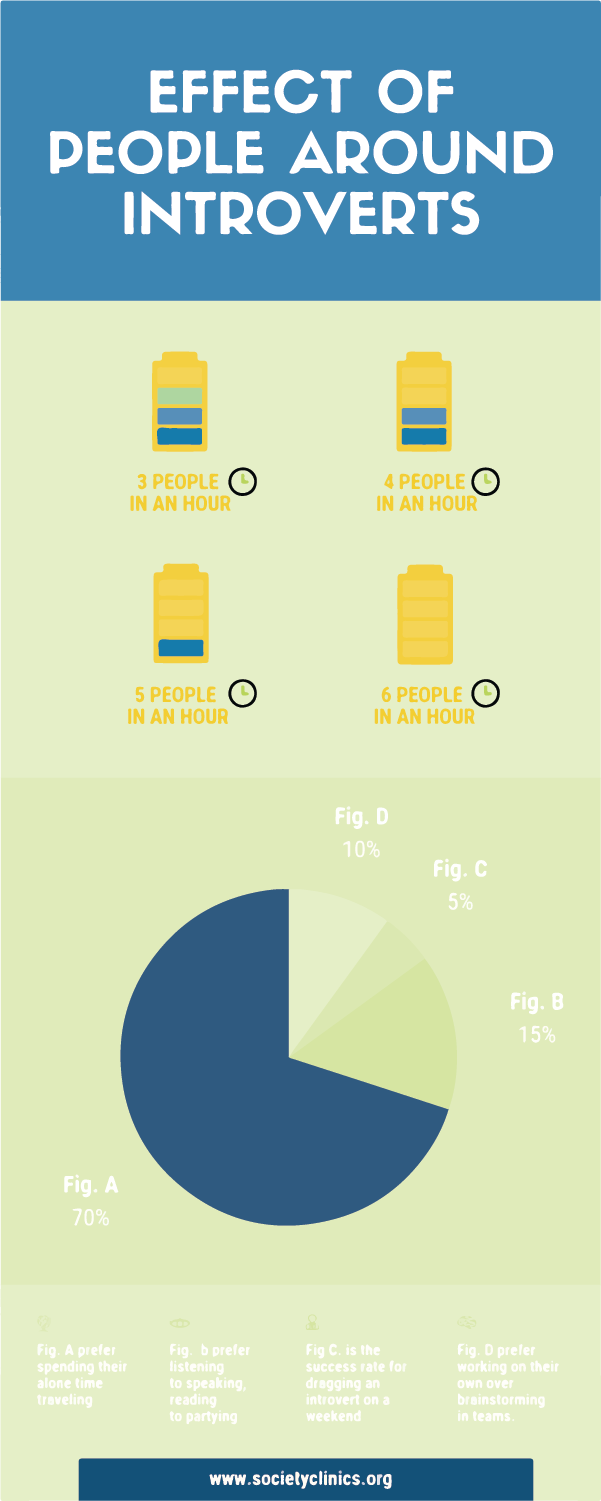 EFFECT OF
PEOPLE AROUND
INTROVERTS
3 PEOPLE
IN AN HOUR
4 PEOPLE
IN AN HOUR
5 PEOPLE
IN AN HOUR
6 PEOPLE
IN AN HOUR
Fig. D
10%
Fig. C
5%
Fig. B
15%
Fig. A
70%
Fig. A prefer
spending their
alone time
traveling
Fig. b prefer
listening
to speaking,
reading
to partying
Fig C. is the
success rate for
dragging an
introvert on a
weekend
Fig. D prefer
working on their
own over
brainstorming
in teams.
www.societyclinics.org